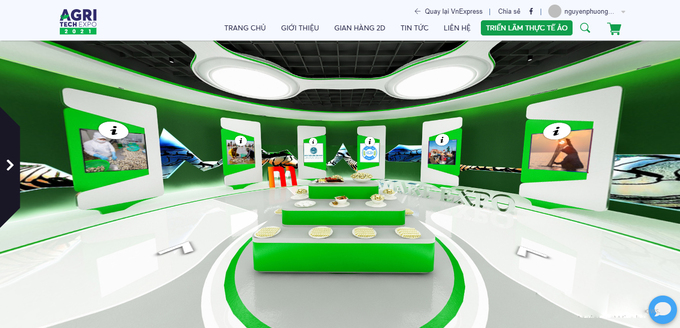 AGRI
TECH EXPO
2021
Quay lại VnExpress | Chia sẻ f | nguyenphuong...
TRANG CHỦ GIỚI THIỆU GIAN HÀNG 2D TIN TỨC LIÊN HỆ TRIỂN LÃM THỰC TẾ ẢO
i i i i i i
EXPO